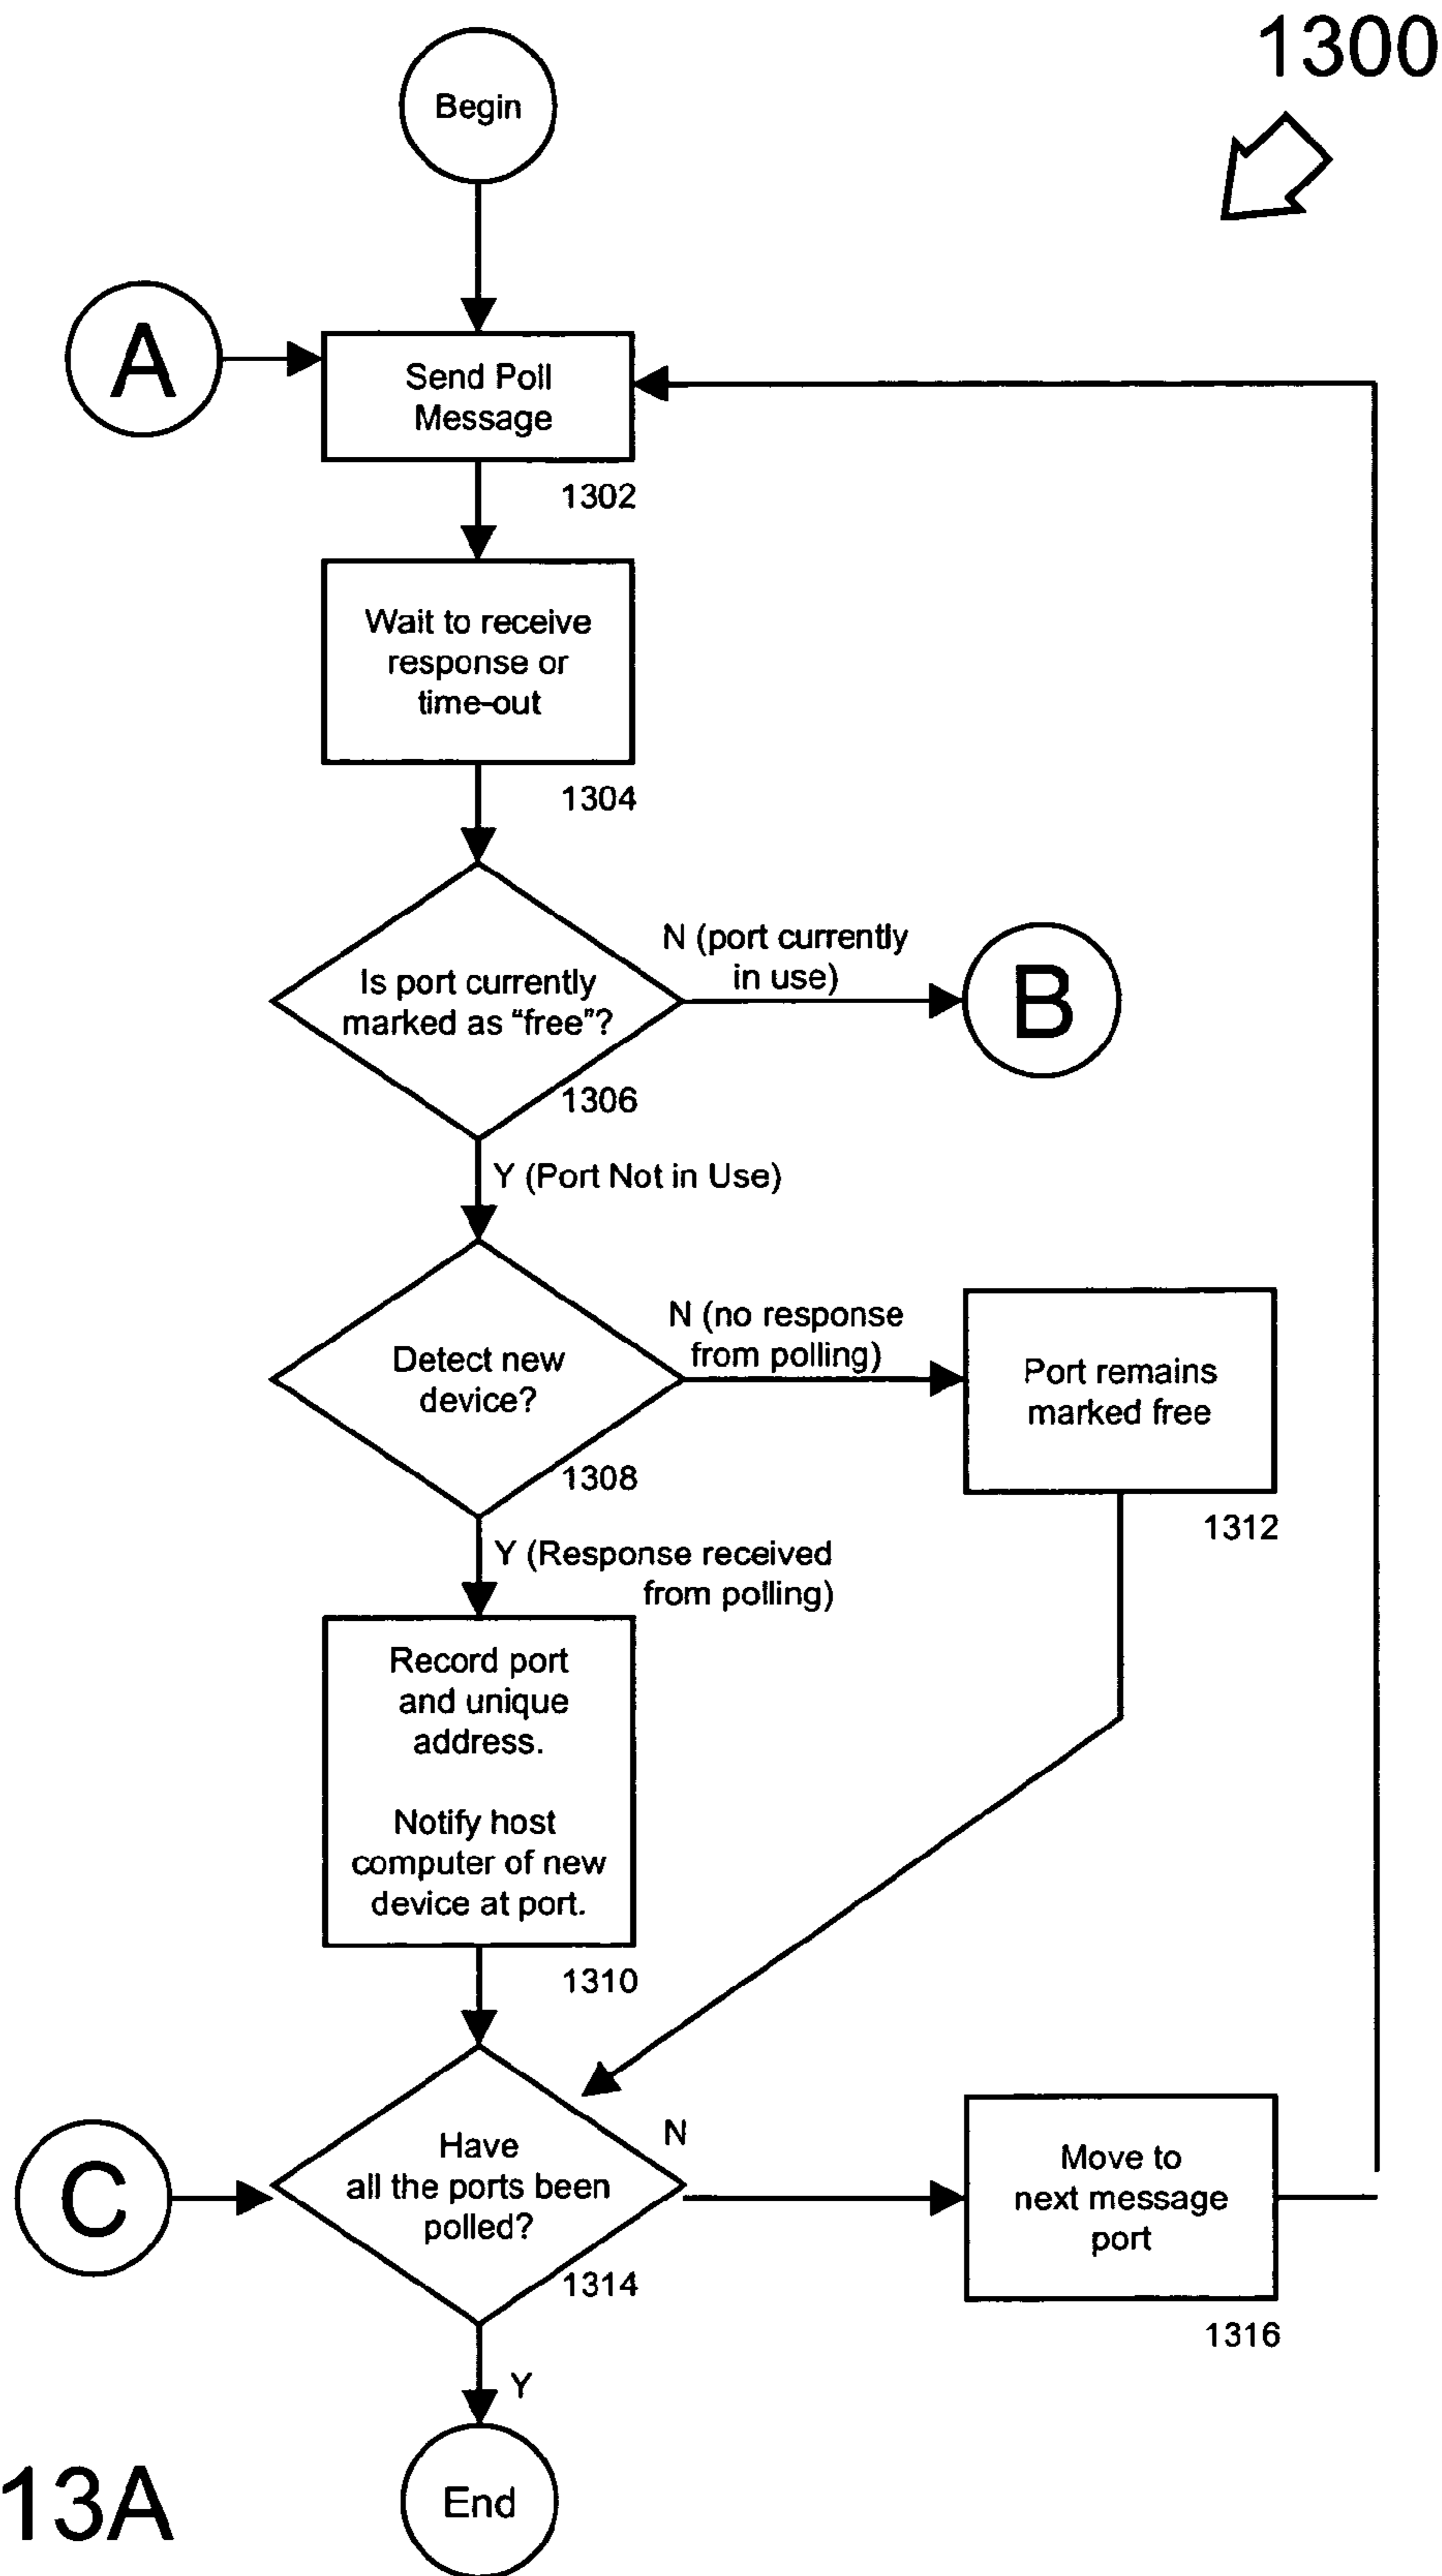 1300
Begin
A
Send Poll
Message
1302
Wait to receive
response or
time-out
1304
N (port currently
in use)
Is port currently
marked as “free”?
B
1306
Y (Port Not in Use)
N (no response
from polling)
Detect new
device?
Port remains
marked free
1308
1312
Y (Response received
from polling)
Record port
and unique
address.
Notify host
computer of new
device at port.
1310
N
Have
all the ports been
polled?
C
Move to
next message
port
1314
1316
Y
End
13A